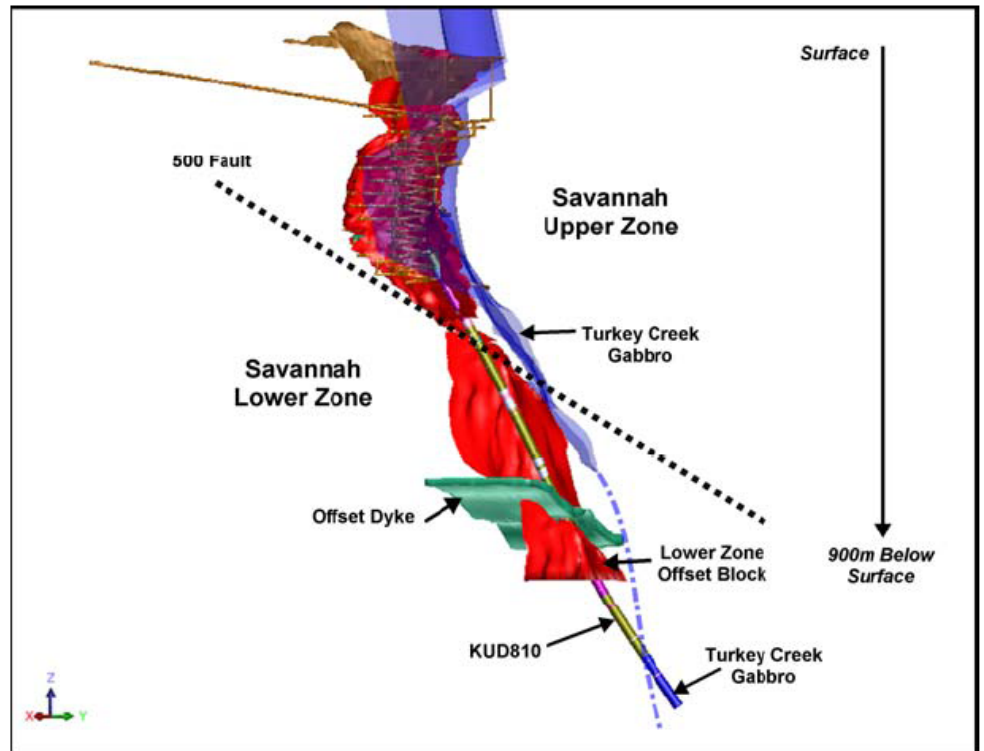 Surface
500 Fault
Savannah
Upper Zone
Turkey Creek
Gabbro
Savannah
Lower Zone
Offset Dyke
Lower Zone
Offset Block
900m Below
Surface
KUD810
Turkey Creek
Gabbro
Z
X
Y